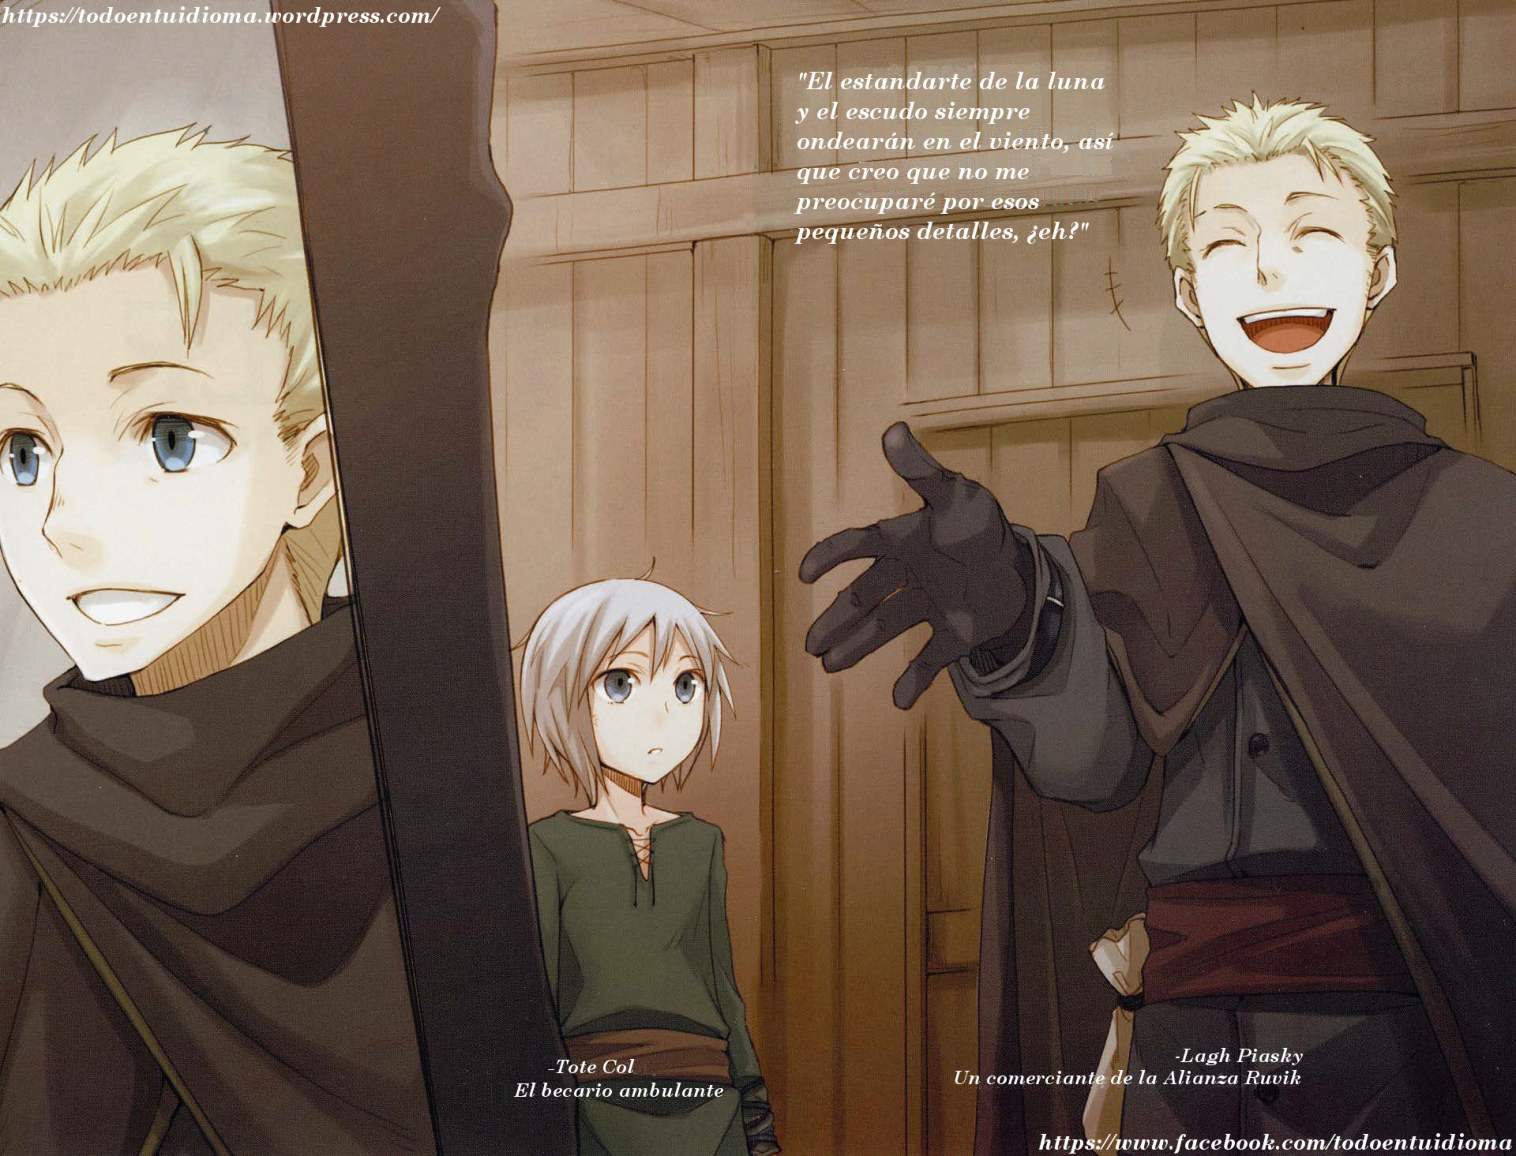 https://todoentuidioma.wordpress.com/
"El estandarte de la luna
y el escudo siempre
ondearán en el viento, así
que creo que no me
preocuparé por esos
pequeños detalles, ¿eh?"
-Tote Col
El becario ambulante
-Lagh Piasky
Un comerciante de la Alianza Ruvik
https://www.facebook.com/todoentuidioma